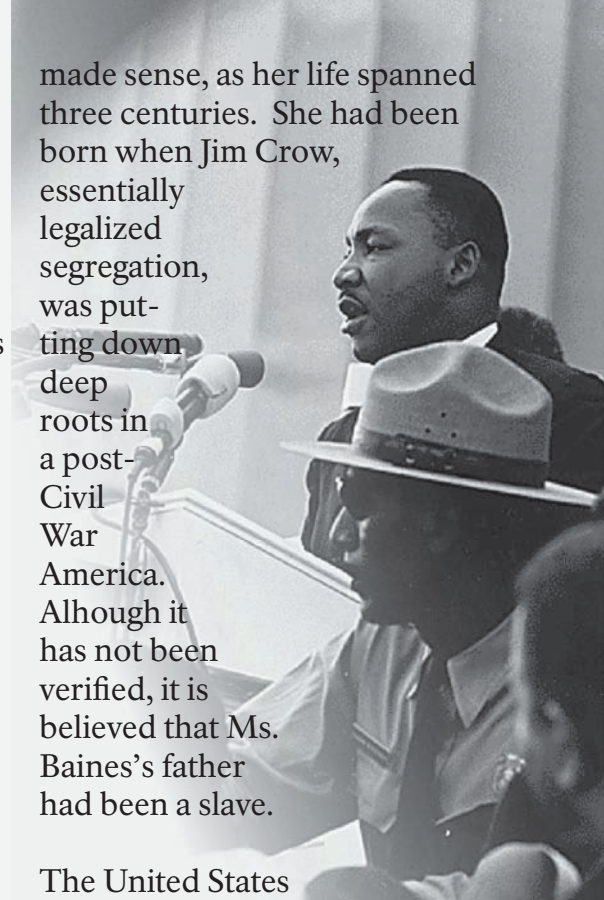 made sense, as her life spanned
three centuries.  She had been
born when Jim Crow,
essentially
legalized
segregation,
was put-
ting down
deep
roots in
a post-
Civil
War
America.
Alhough it
has not been
verified, it is
believed that Ms.
Baines’s father
had been a slave.
The United States